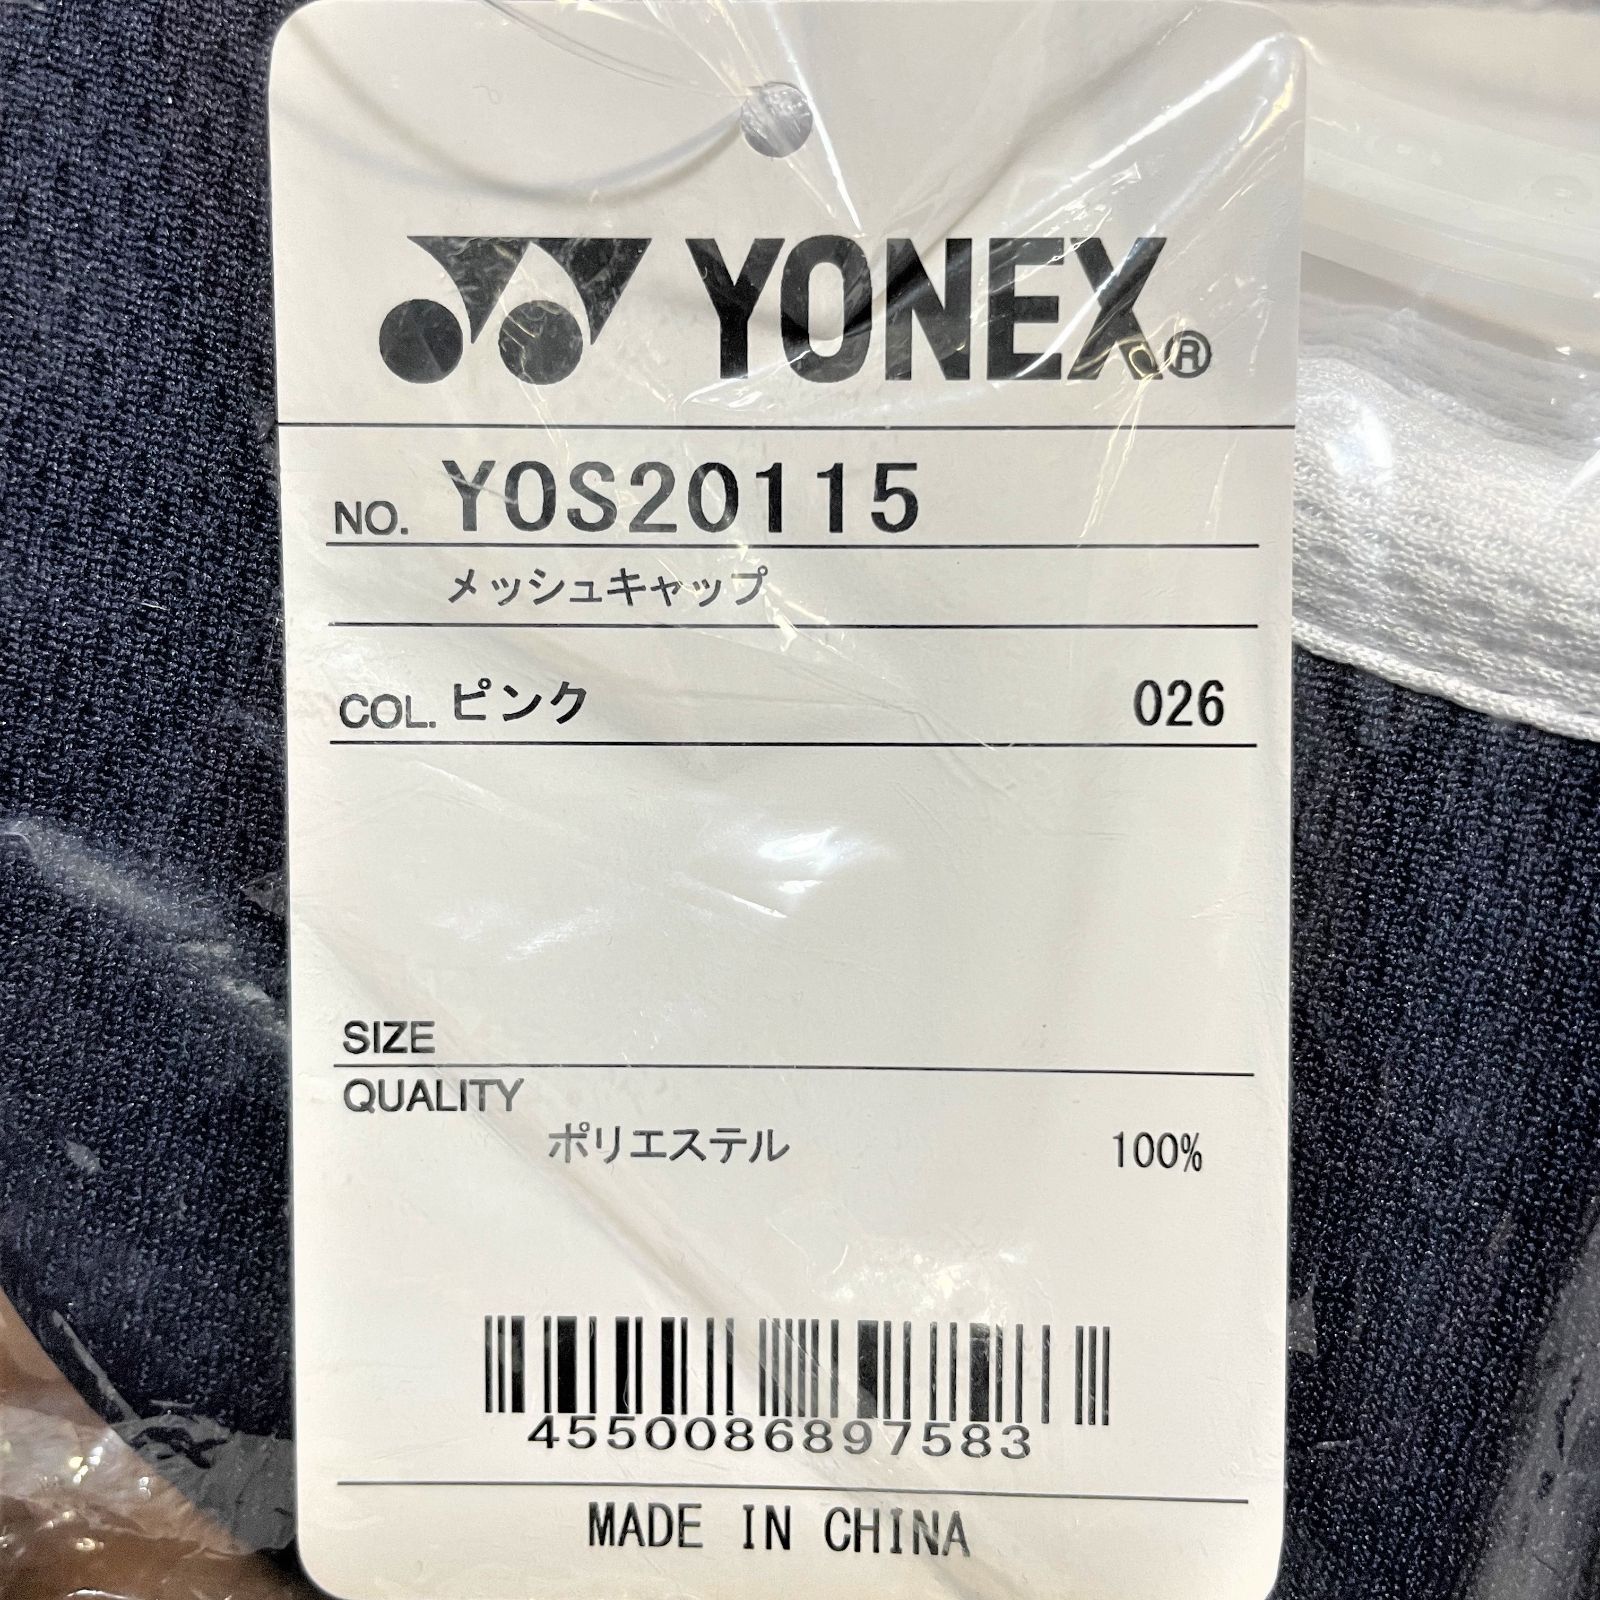 YONEX®
NO. YOS20115
メッシュキャップ
COL. ピンク 026
SIZE
QUALITY
ポリエステル 100%
4550086897583
MADE IN CHINA